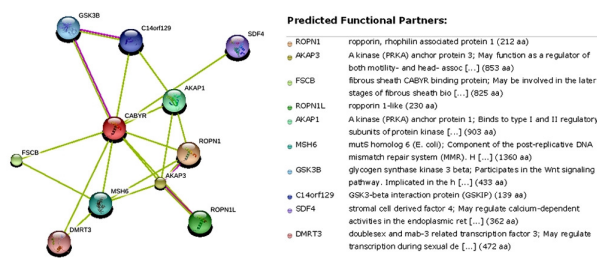 GSK3B
C14orf129
SDF4
AKAP1
CABYR
ROPN1
FSCB
AKAP3
MSH6
ROPN1L
DMRT3
Predicted Functional Partners:
ROPN1 ropporin, rhophilin associated protein 1 (212 aa)
AKAP3 A kinase (PRKA) anchor protein 3; May function as a regulator of
both motility- and head- assoc [...] (853 aa)
FSCB fibrous sheath CABYR binding protein; May be involved in the later
stages of fibrous sheath bio [...] (825 aa)
ROPN1L ropporin 1-like (230 aa)
AKAP1 A kinase (PRKA) anchor protein 1; Binds to type I and II regulatory
subunits of protein kinase [...] (903 aa)
MSH6 mutS homolog 6 (E. coli); Component of the post-replicative DNA
mismatch repair system (MMR). H [...] (1360 aa)
GSK3B glycogen synthase kinase 3 beta; Participates in the Wnt signaling
pathway. Implicated in the h [...] (433 aa)
C14orf129 GSK3-beta interaction protein (GSKIP) (139 aa)
SDF4 stromal cell derived factor 4; May regulate calcium-dependent
activities in the endoplasmic ret [...] (362 aa)
DMRT3 doublesex and mab-3 related transcription factor 3; May regulate
transcription during sexual de [...] (472 aa)